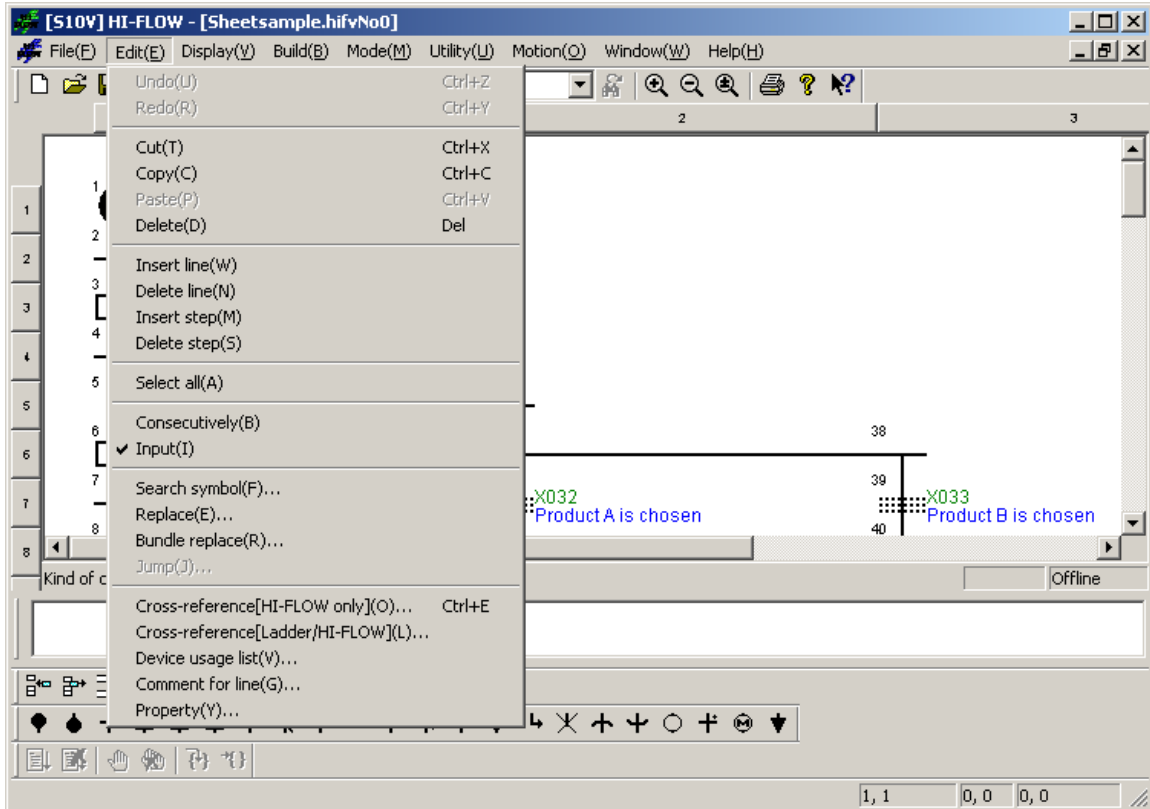 [S10V] HI-FLOW - [Sheetsample.hifvNo0]
File(F) Edit(E) Display(V) Build(B) Mode(M) Utility(U) Motion(O) Window(W) Help(H)
Undo(U) Ctrl+Z
Redo(R) Ctrl+Y
2 3
Cut(T) Ctrl+X
Copy(C) Ctrl+C
Paste(P) Ctrl+V
Delete(D) Del
Insert line(W)
Delete line(N)
Insert step(M)
Delete step(S)
Select all(A)
Consecutively(B)
Input(I)
Search symbol(F)...
Replace(E)...
Bundle replace(R)...
Jump(J)...
Cross-reference[HI-FLOW only](O)... Ctrl+E
Cross-reference[Ladder/HI-FLOW](L)...
Device usage list(V)...
Comment for line(G)...
Property(Y)...
1
2
3
4
5
6
7
8
1
2
3
4
5
6
7
8
38
39
40
X032
Product A is chosen
X033
Product B is chosen
Kind of
Offline
1, 1 0, 0 0, 0